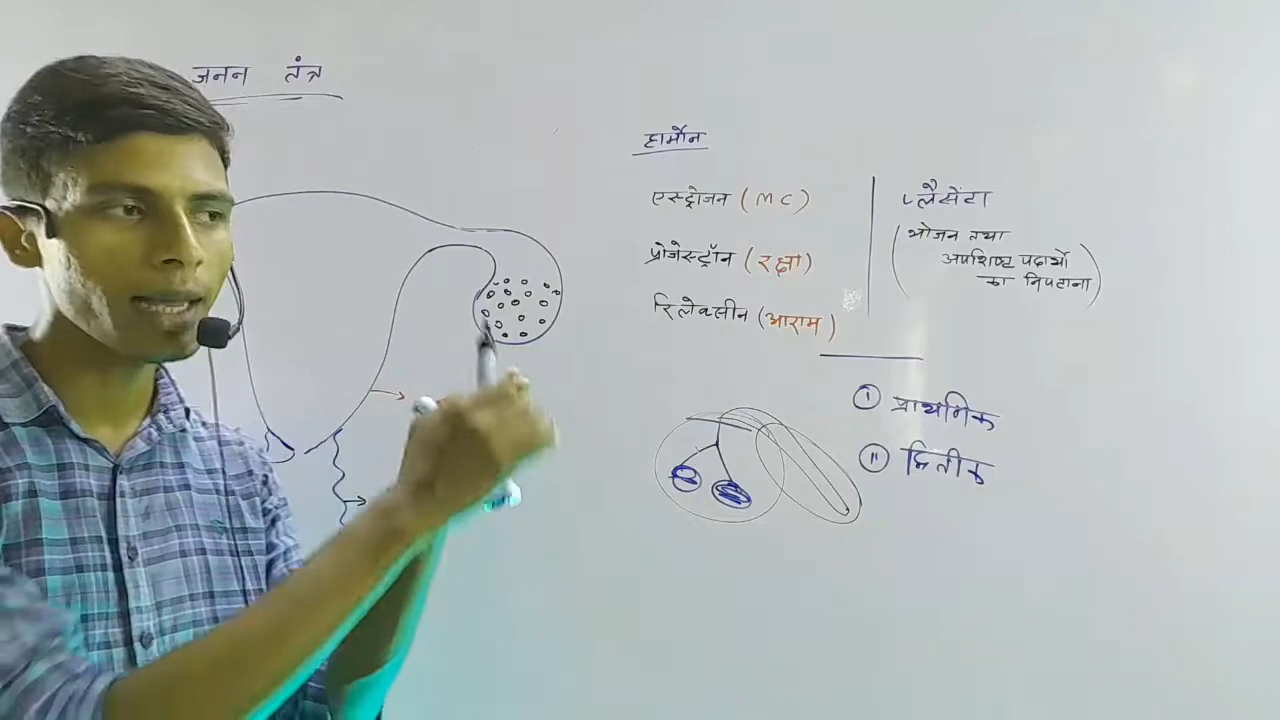 जनन तंत्र
हार्मोन
एस्ट्रोजन (MC)
प्रोजेस्ट्रॉन (रक्षा)
रिलेक्सीन (आराम)
प्लैसेंटा
(भोजन तथा
अपशिष्ट पदार्थो
का निपटाना)
① प्राथमिक
② द्वितीक